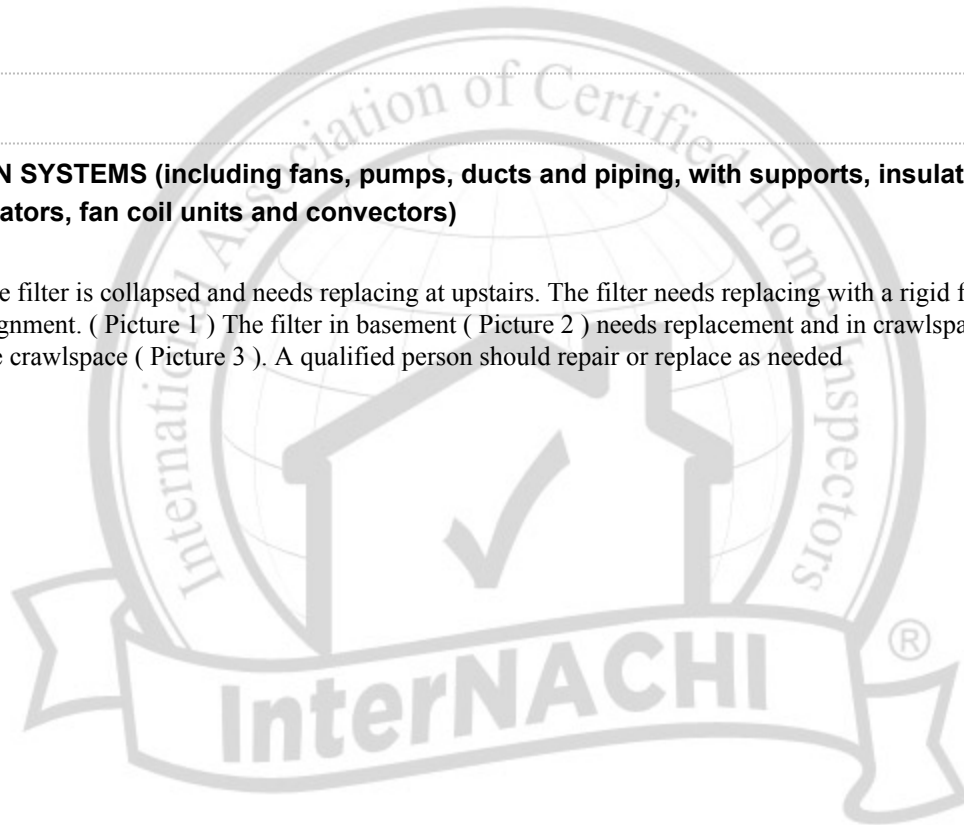 N SYSTEMS (including fans, pumps, ducts and piping, with supports, insulat
ators, fan coil units and convectors)
e filter is collapsed and needs replacing at upstairs. The filter needs replacing with a rigid f
gnment. ( Picture 1 ) The filter in basement ( Picture 2 ) needs replacement and in crawlspa
e crawlspace ( Picture 3 ). A qualified person should repair or replace as needed
International Association of Certified Home Inspectors
InterNACHI ®